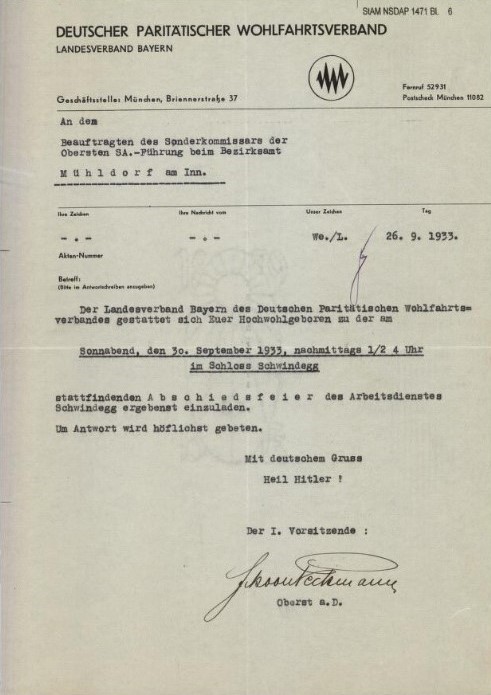 StAM NSDAP 1471 Bl. 6
DEUTSCHER PARITÄTISCHER WOHLFAHRTSVERBAND
LANDESVERBAND BAYERN
Fernruf 52931
Geschäftsstelle: München, Briennerstraße 37
Postscheck München 11082
An dem
Beauftragten des Sonderkommissars der
Obersten SA.-Führung beim Bezirksamt
Mühldorf am Inn.
Ihre Zeichen Ihre Nachricht vom Unser Zeichen Tag
-.- -.- We./L. 26. 9. 1933.
Akten-Nummer
Betreff:
(Bitte im Antwortschreiben anzugeben)
Der Landesverband Bayern des Deutschen Paritätischen Wohlfahrts=
verbandes gestattet sich Euer Hochwohlgeboren zu der am
Sonnabend, den 30. September 1933, nachmittags 1/2 4 Uhr
im Schloss Schwindegg
stattfindenden Abschiedsfeier des Arbeitsdienstes
Schwindegg ergebenst einzuladen.
Um Antwort wird höflichst gebeten.
Mit deutschem Gruss
Heil Hitler !
Der I. Vorsitzende :
Oberst a.D.